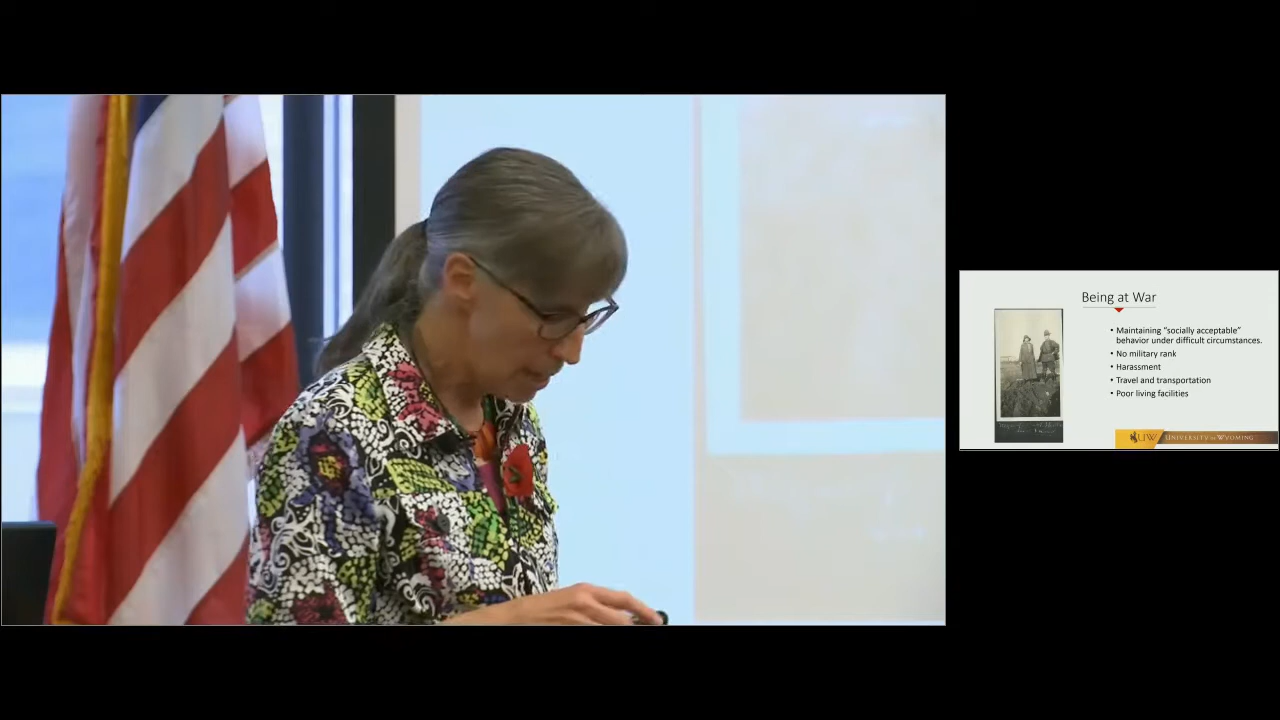 Being at War
• Maintaining “socially acceptable”
behavior under difficult circumstances.
• No military rank
• Harassment
• Travel and transportation
• Poor living facilities
UW UNIVERSITY OF WYOMING